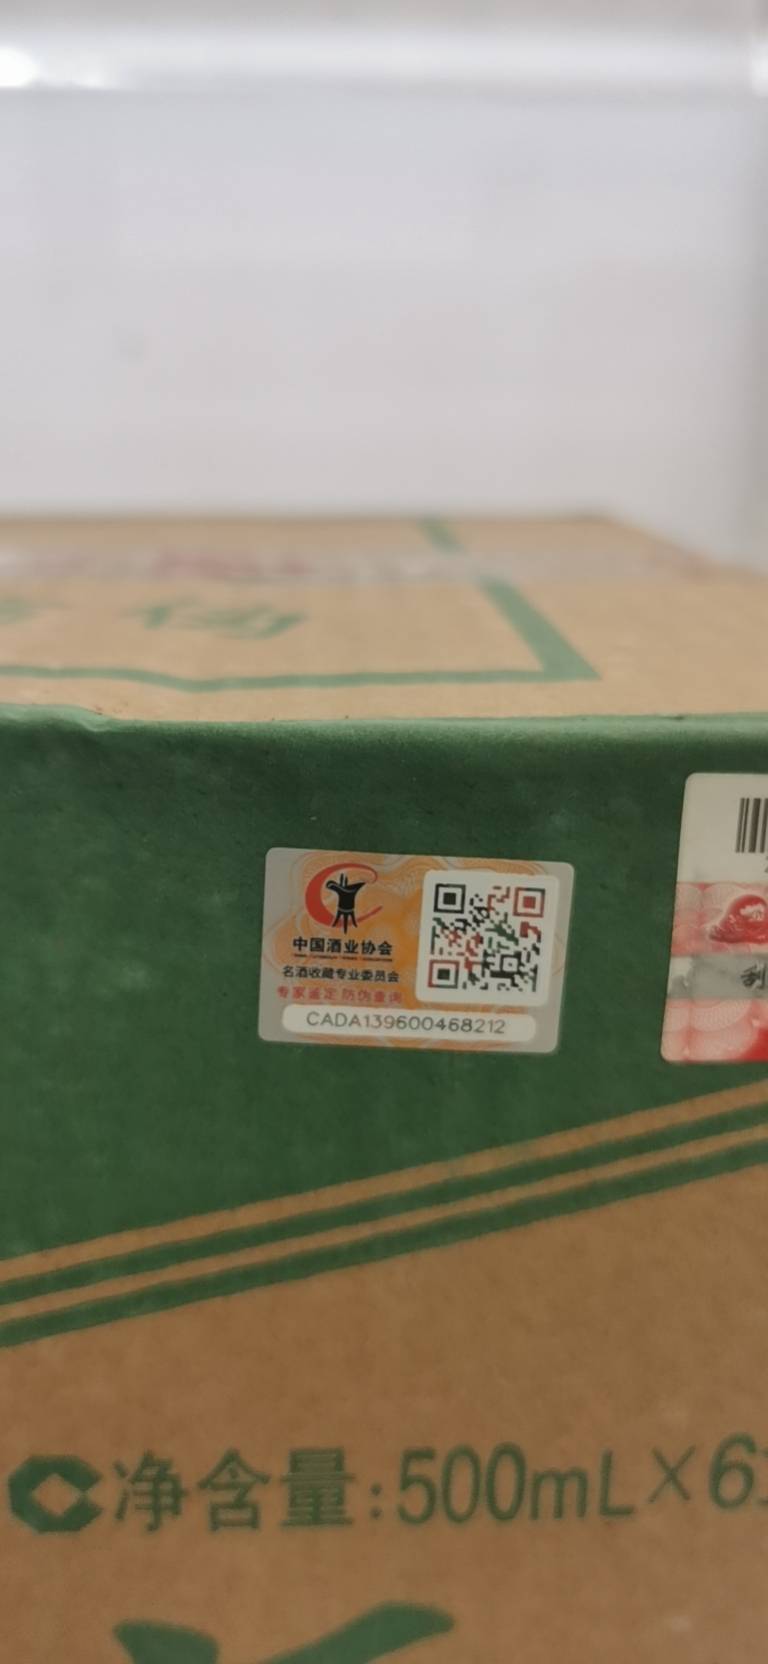 中国酒业协会
名酒收藏专业委员会
专家鉴定 防伪查询
CADA139600468212
刮
净含量:500mL×6